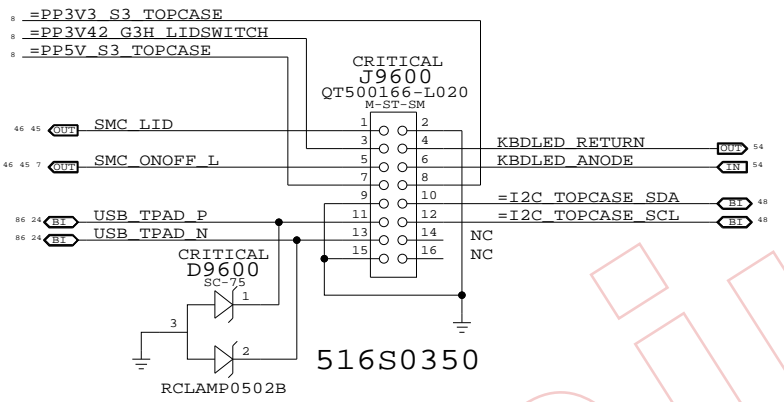 8 =PP3V3_S3_TOPCASE
8 =PP3V42_G3H_LIDSWITCH
8 =PP5V_S3_TOPCASE
CRITICAL
J9600
QT500166-L020
M-ST-SM
46 45 OUT SMC_LID 1 2
3 4 KBDLED_RETURN OUT 54
46 45 7 OUT SMC_ONOFF_L 5 6 KBDLED_ANODE IN 54
7 8
9 10 =I2C_TOPCASE_SDA BI 48
86 24 BI USB_TPAD_P 11 12 =I2C_TOPCASE_SCL BI 48
86 24 BI USB_TPAD_N 13 14 NC
15 16 NC
CRITICAL
D9600
SC-75
1
3
2
RCLAMP0502B
516S0350